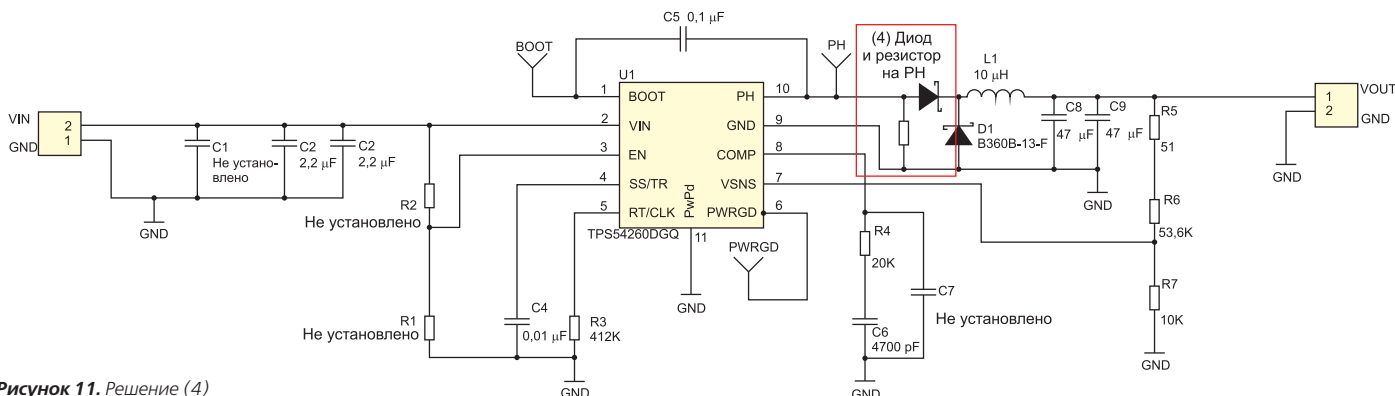 C5 0,1 μF
BOOT
PH
(4) Диод
и резистор
на PH
L1
10 μH
U1
1 BOOT PH 10
2 VIN GND 9
3 EN COMP 8
4 SS/TR VSNS 7
5 RT/CLK PWRGD 6
PwPd
TPS54260DGQ
11
GND
PWRGD
VIN
GND
2
1
C1
Не устано-
влено
C2
2,2 μF
C2
2,2 μF
GND
R2
Не установлено
R1
Не установлено
C4
0,01 μF
R3
412K
GND
D1
B360B-13-F
C8
47 μF
C9
47 μF
GND
R4
20K
C6
4700 pF
C7
Не установлено
GND
R5
51
R6
53,6K
R7
10K
GND
1
2
VOUT
GND
GND
Рисунок 11. Решение (4)